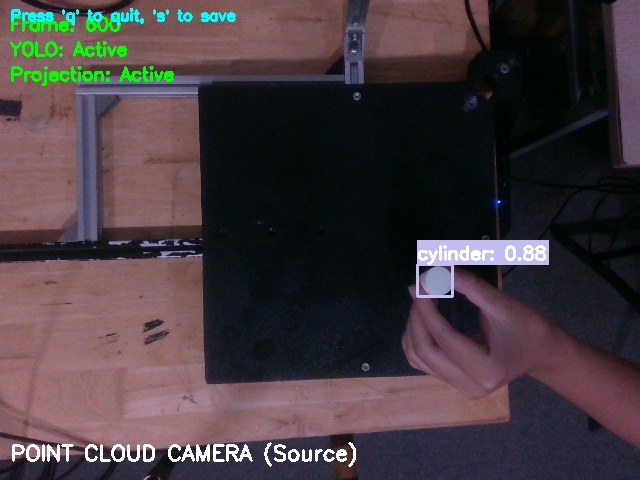 Press 'q' to quit, 's' to save
Frame: 600
YOLO: Active
Projection: Active
cylinder: 0.88
POINT CLOUD CAMERA (Source)